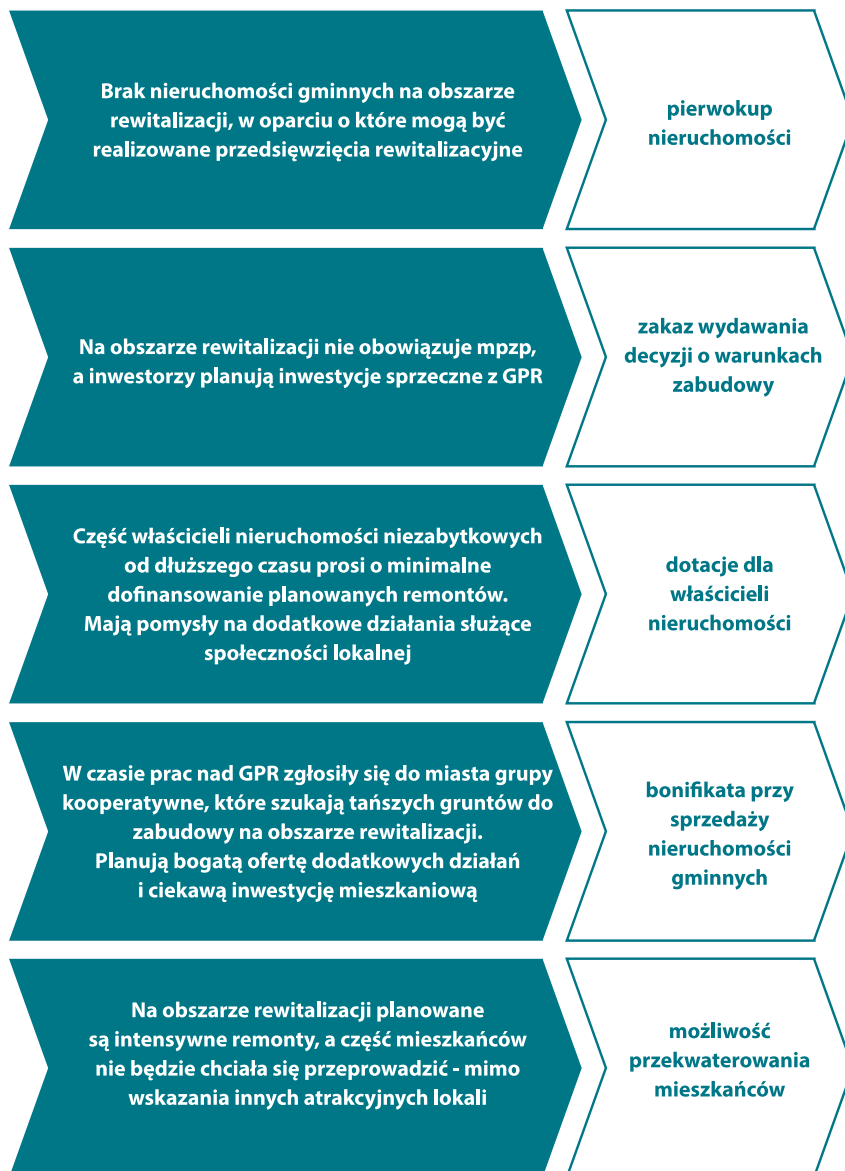 Brak nieruchomości gminnych na obszarze
rewitalizacji, w oparciu o które mogą być
realizowane przedsięwzięcia rewitalizacyjne
pierwokup
nieruchomości
Na obszarze rewitalizacji nie obowiązuje mpzp,
a inwestorzy planują inwestycje sprzeczne z GPR
zakaz wydawania
decyzji o warunkach
zabudowy
Część właścicieli nieruchomości niezabytkowych
od dłuższego czasu prosi o minimalne
dofinansowanie planowanych remontów.
Mają pomysły na dodatkowe działania służące
społeczności lokalnej
dotacje dla
właścicieli
nieruchomości
W czasie prac nad GPR zgłosiły się do miasta grupy
kooperatywne, które szukają tańszych gruntów do
zabudowy na obszarze rewitalizacji.
Planują bogatą ofertę dodatkowych działań
i ciekawą inwestycję mieszkaniową
bonifikata przy
sprzedaży
nieruchomości
gminnych
Na obszarze rewitalizacji planowane
są intensywne remonty, a część mieszkańców
nie będzie chciała się przeprowadzić - mimo
wskazania innych atrakcyjnych lokali
możliwość
przekwaterowania
mieszkańców